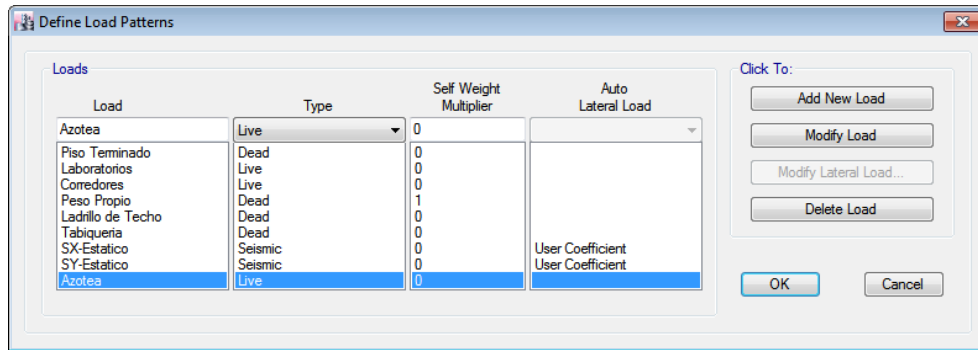 Define Load Patterns
Loads
Click To:
Load Type Self Weight Multiplier Auto Lateral Load
Azotea Live 0
Piso Terminado Dead 0
Laboratorios Live 0
Corredores Live 0
Peso Propio Dead 1
Ladrillo de Techo Dead 0
Tabiqueria Dead 0
SX-Estatico Seismic 0 User Coefficient
SY-Estatico Seismic 0 User Coefficient
Azotea Live 0
Add New Load
Modify Load
Modify Lateral Load...
Delete Load
OK Cancel